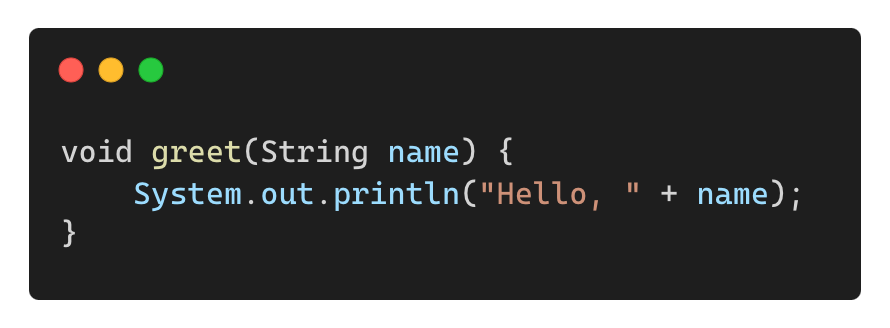 void greet(String name) {
    System.out.println("Hello, " + name);
}